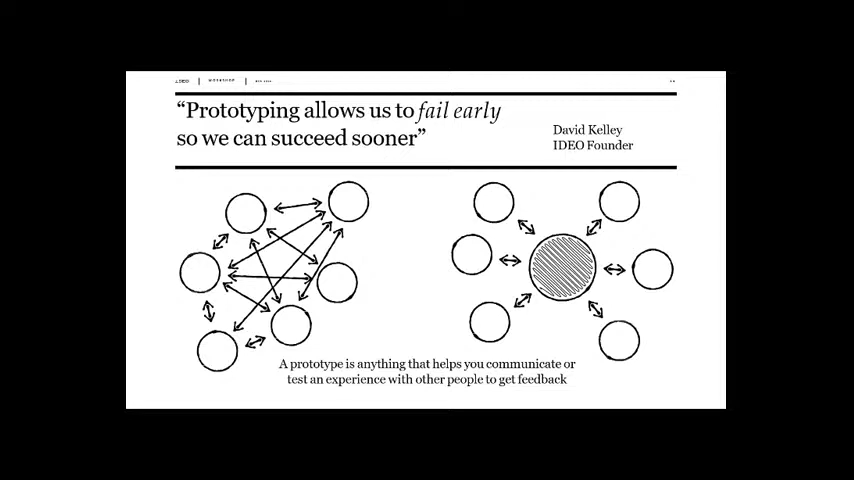 “Prototyping allows us to fail early
so we can succeed sooner”
David Kelley
IDEO Founder
A prototype is anything that helps you communicate or
test an experience with other people to get feedback